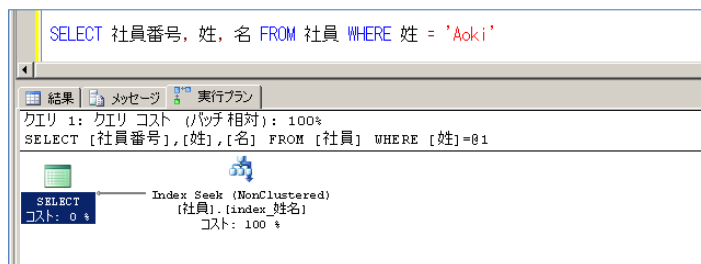 SELECT 社員番号, 姓, 名 FROM 社員 WHERE 姓 = 'Aoki'
結果 メッセージ 実行プラン
クエリ 1: クエリ コスト (バッチ相対): 100%
SELECT [社員番号],[姓],[名] FROM [社員] WHERE [姓]=@1
SELECT
コスト: 0 %
Index Seek (NonClustered)
[社員].[index_姓名]
コスト: 100 %